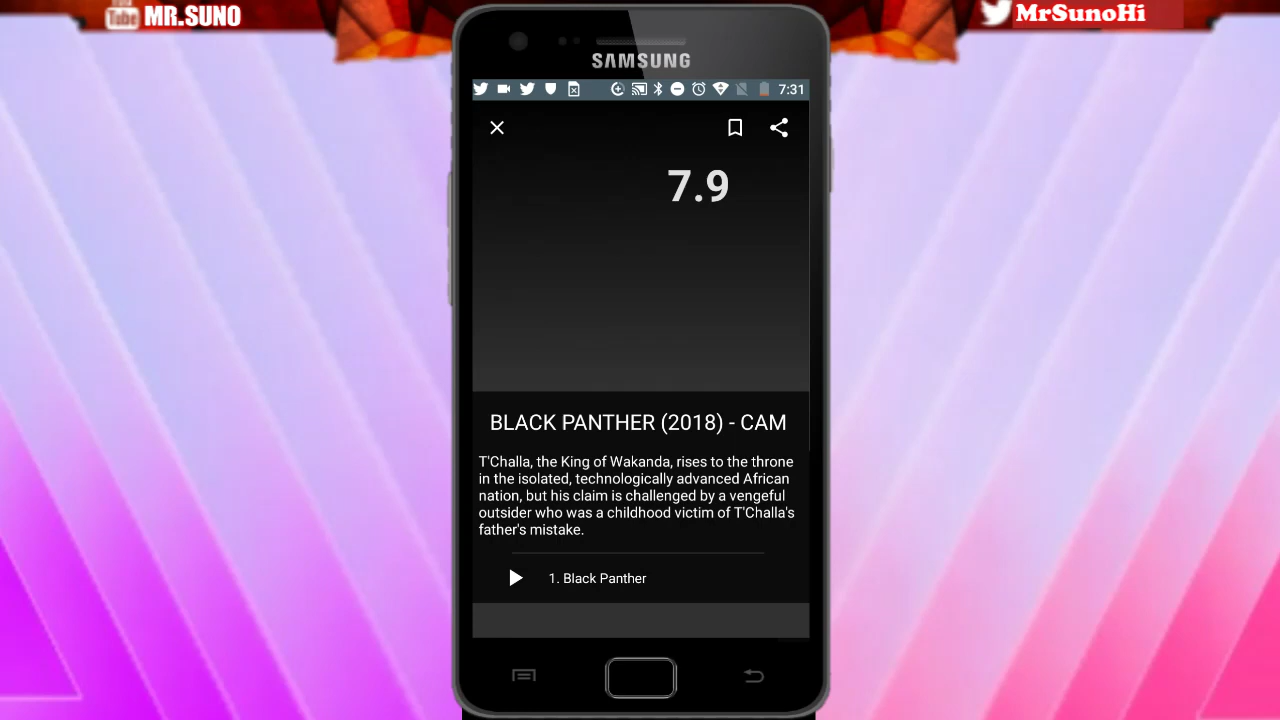 You
Tube
MR.SUNO
MrSunoHi
SAMSUNG
7:31
7.9
BLACK PANTHER (2018) - CAM
T'Challa, the King of Wakanda, rises to the throne
in the isolated, technologically advanced African
nation, but his claim is challenged by a vengeful
outsider who was a childhood victim of T'Challa's
father's mistake.
1. Black Panther